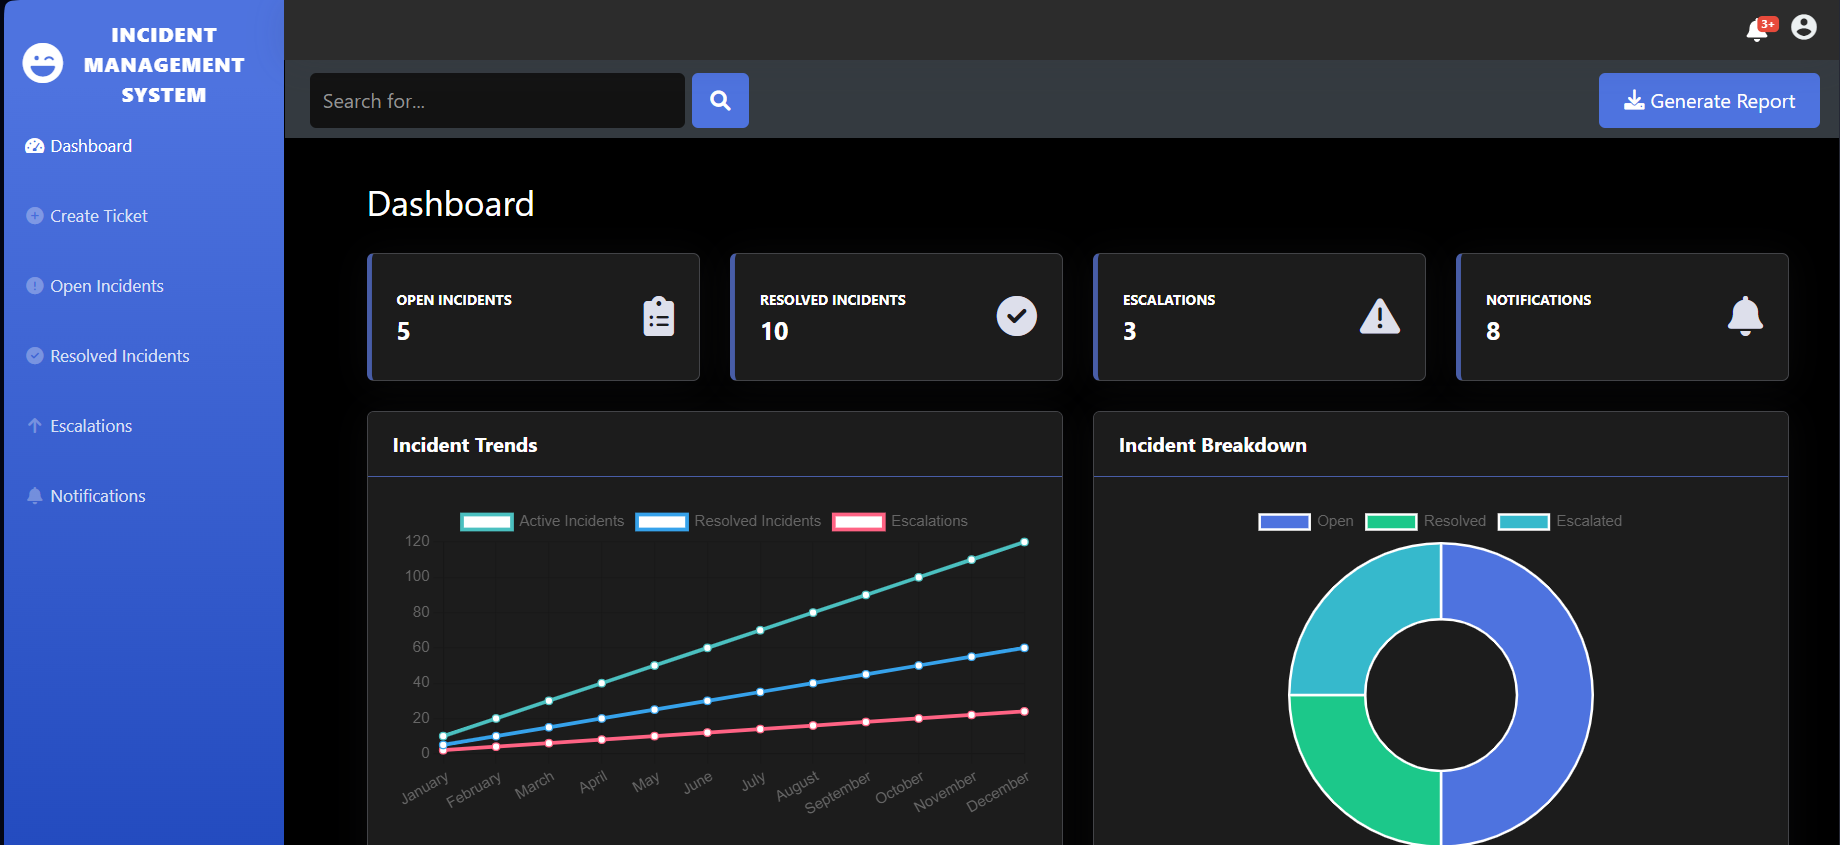 INCIDENT
MANAGEMENT
SYSTEM
Dashboard
Create Ticket
Open Incidents
Resolved Incidents
Escalations
Notifications
3+
Search for...
Generate Report
Dashboard
OPEN INCIDENTS
5
RESOLVED INCIDENTS
10
ESCALATIONS
3
NOTIFICATIONS
8
Incident Trends
Active Incidents Resolved Incidents Escalations
120
100
80
60
40
20
0
January February March April May June July August September October November December
Incident Breakdown
Open Resolved Escalated